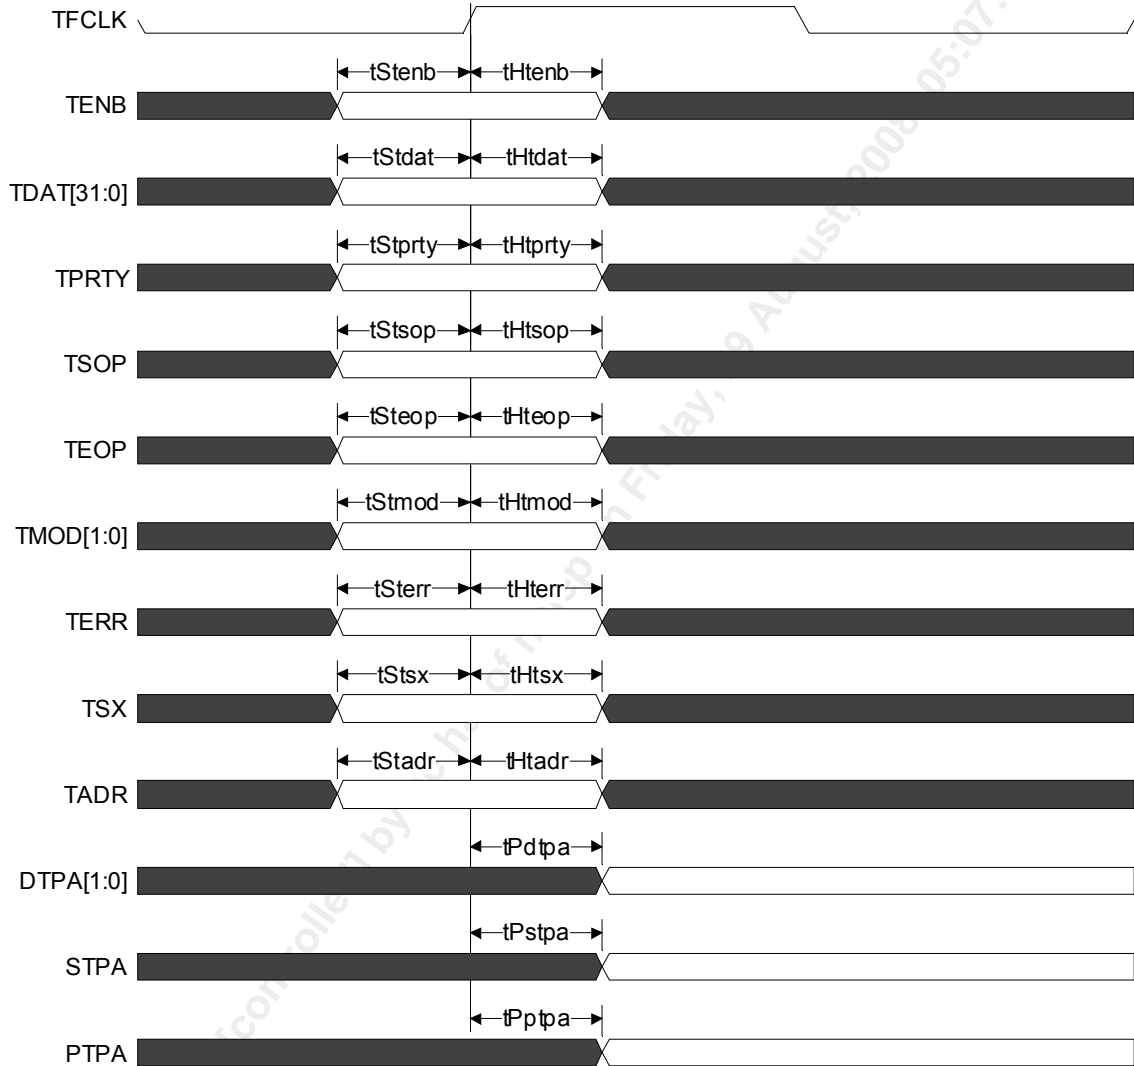 TFCLK
tStenb tHtenb
TENB
tStdat tHtdat
TDAT[31:0]
tStprty tHtprty
TPRTY
tStsop tHtsop
TSOP
tSteop tHteop
TEOP
tStmod tHtmod
TMOD[1:0]
tSterr tHterr
TERR
tStsx tHtsx
TSX
tStadr tHtadr
TADR
tPdtpa
DTPA[1:0]
tPstpa
STPA
tPptpa
PTPA